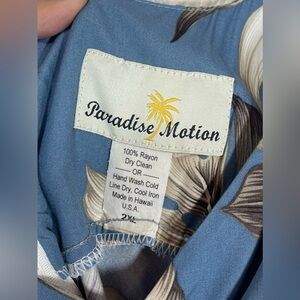 Paradise Motion
100% Rayon
Dry Clean
— OR —
Hand Wash Cold
Line Dry, Cool Iron
Made in Hawaii
U.S.A
2XL